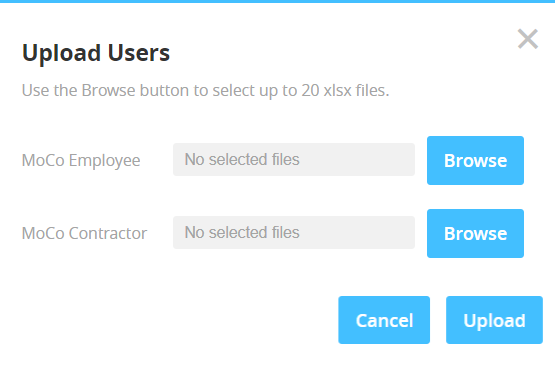 Upload Users
Use the Browse button to select up to 20 xlsx files.
MoCo Employee No selected files Browse
MoCo Contractor No selected files Browse
Cancel Upload